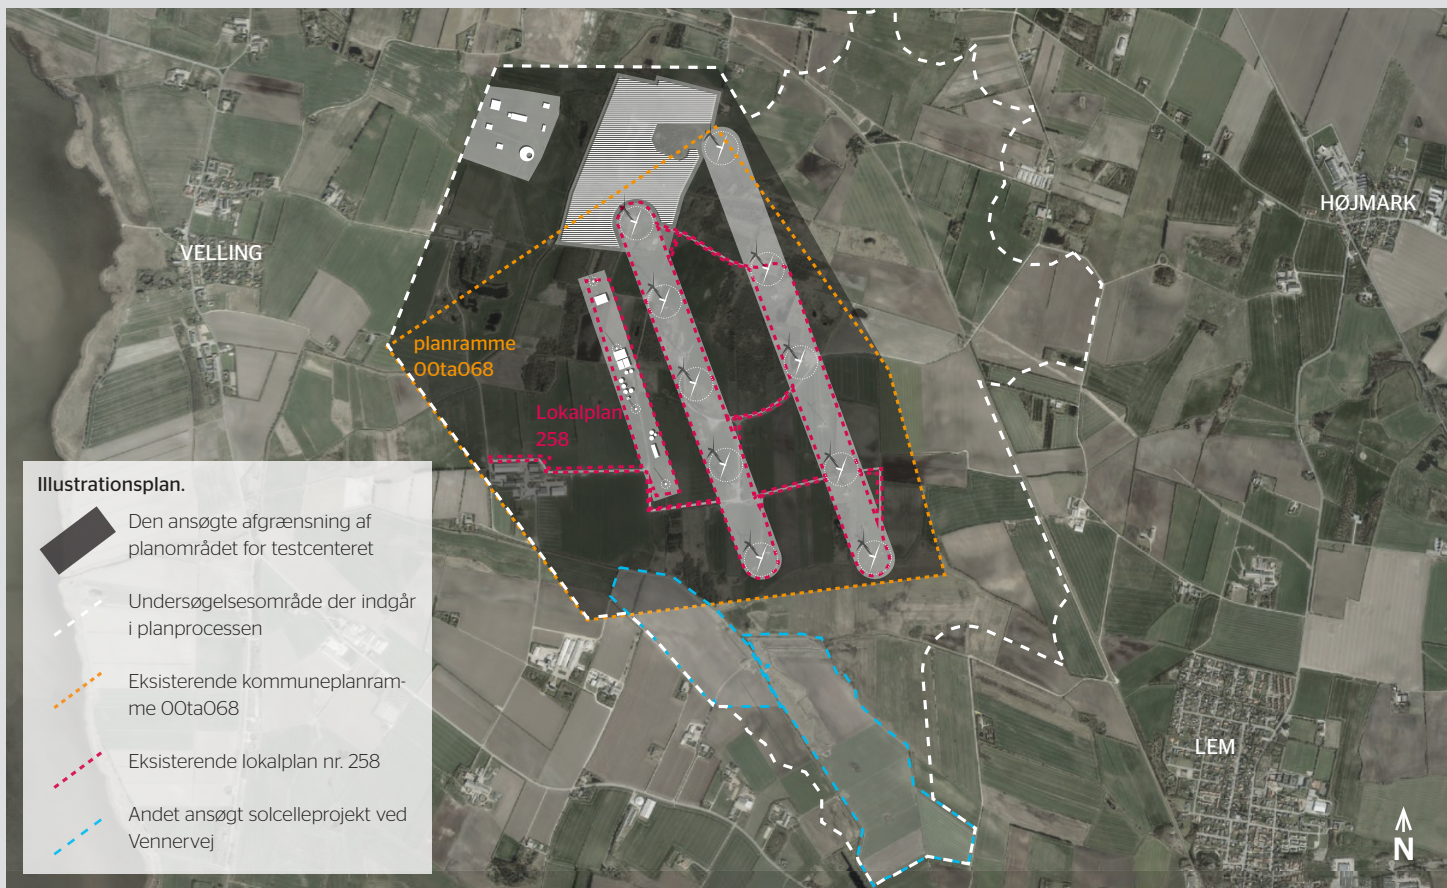 HØJMARK
VELLING
planramme
00ta068
Lokalplan
258
Illustrationsplan.
Den ansøgte afgrænsning af
planområdet for testcenteret
Undersøgelsesområde der indgår
i planprocessen
Eksisterende kommuneplanram-
me 00ta068
Eksisterende lokalplan nr. 258
Andet ansøgt solcelleprojekt ved
Vennervej
LEM
N